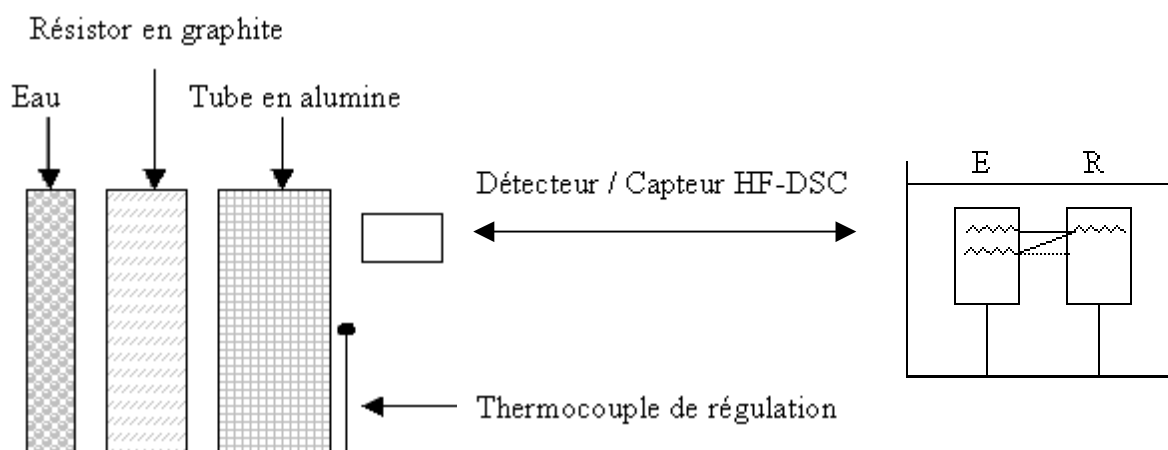 Résistor en graphite
Eau
Tube en alumine
Détecteur / Capteur HF-DSC
E
R
Thermocouple de régulation